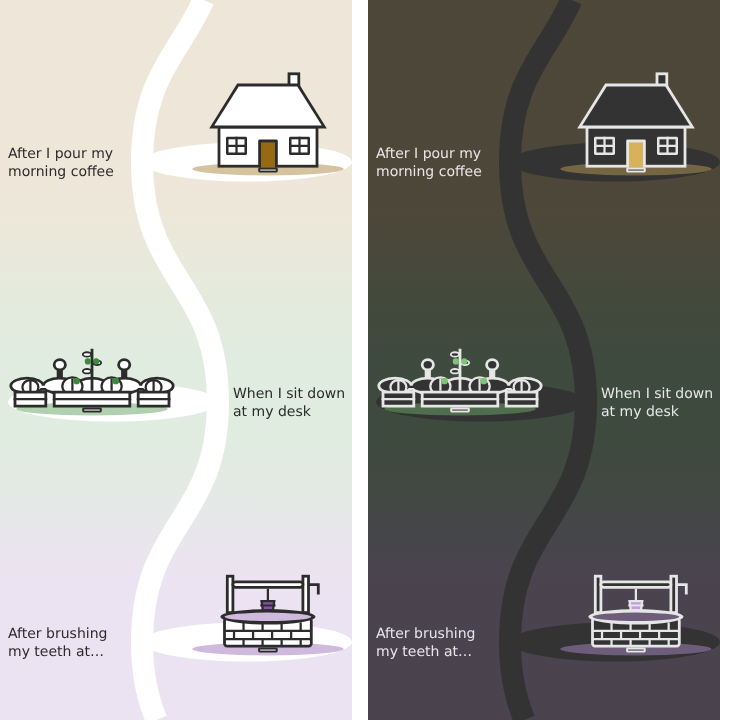 After I pour my
morning coffee
When I sit down
at my desk
After brushing
my teeth at…
After I pour my
morning coffee
When I sit down
at my desk
After brushing
my teeth at…